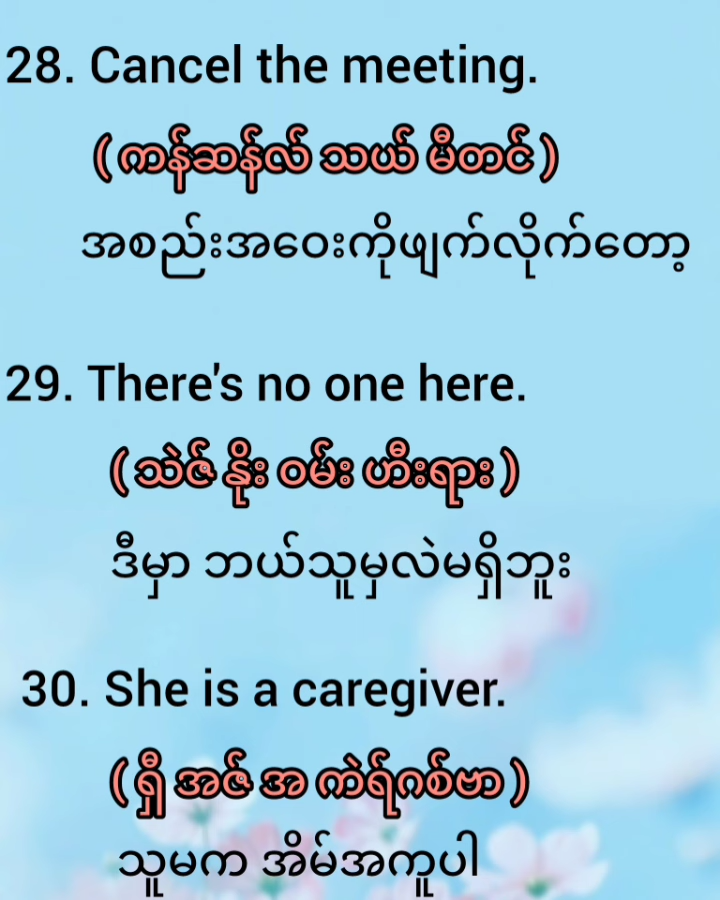 28. Cancel the meeting.
(ကန်ဆန်လ် သယ် မီတင်)
အစည်းအဝေးကိုဖျက်လိုက်တော့
29. There's no one here.
(သဲဇ် နိုး ဝမ်း ဟီးရား)
ဒီမှာ ဘယ်သူမှလဲမရှိဘူး
30. She is a caregiver.
(ရှီ အဇ် အ ကဲရ်ဂစ်ဗာ)
သူမက အိမ်အကူပါ